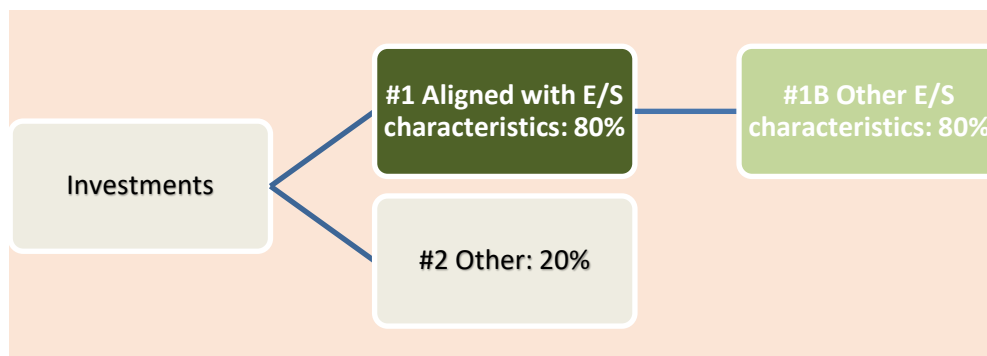 #1 Aligned with E/S
characteristics: 80%
#1B Other E/S
characteristics: 80%
Investments
#2 Other: 20%